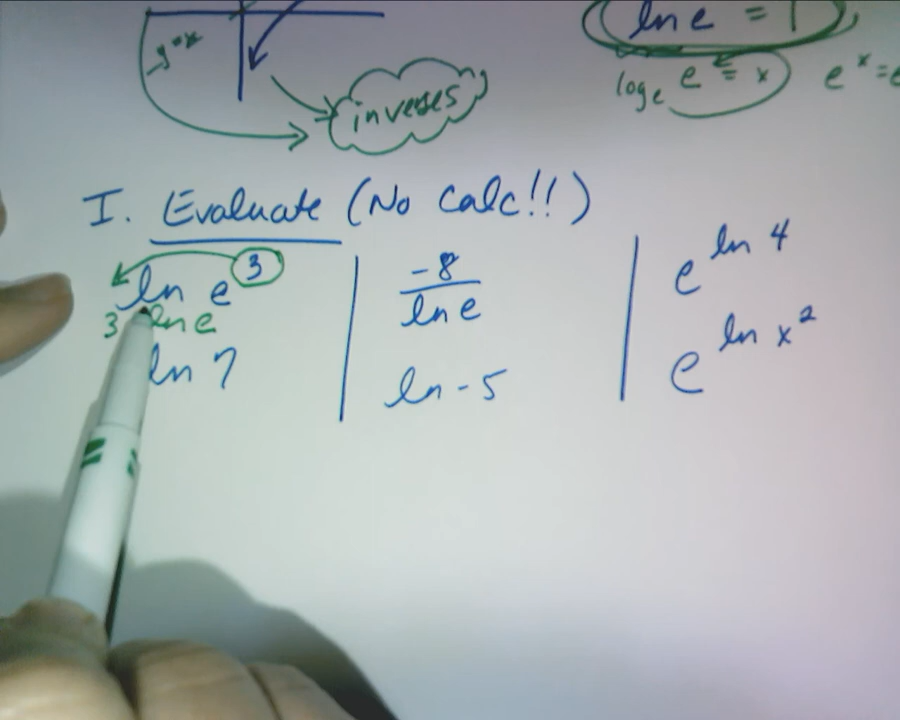 ln e = 1
inverses
log_e e = x
e^x = e
I. Evaluate (No Calc!!)
ln e^3
3 ln e
ln 7
-8
ln e
ln -5
e^ln 4
e^ln x^2